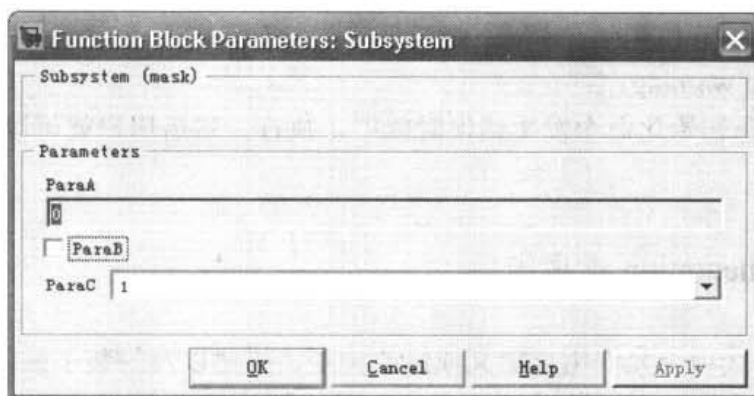 Function Block Parameters: Subsystem
Subsystem (mask)
Parameters
ParaA
0
ParaB
ParaC 1
OK Cancel Help Apply